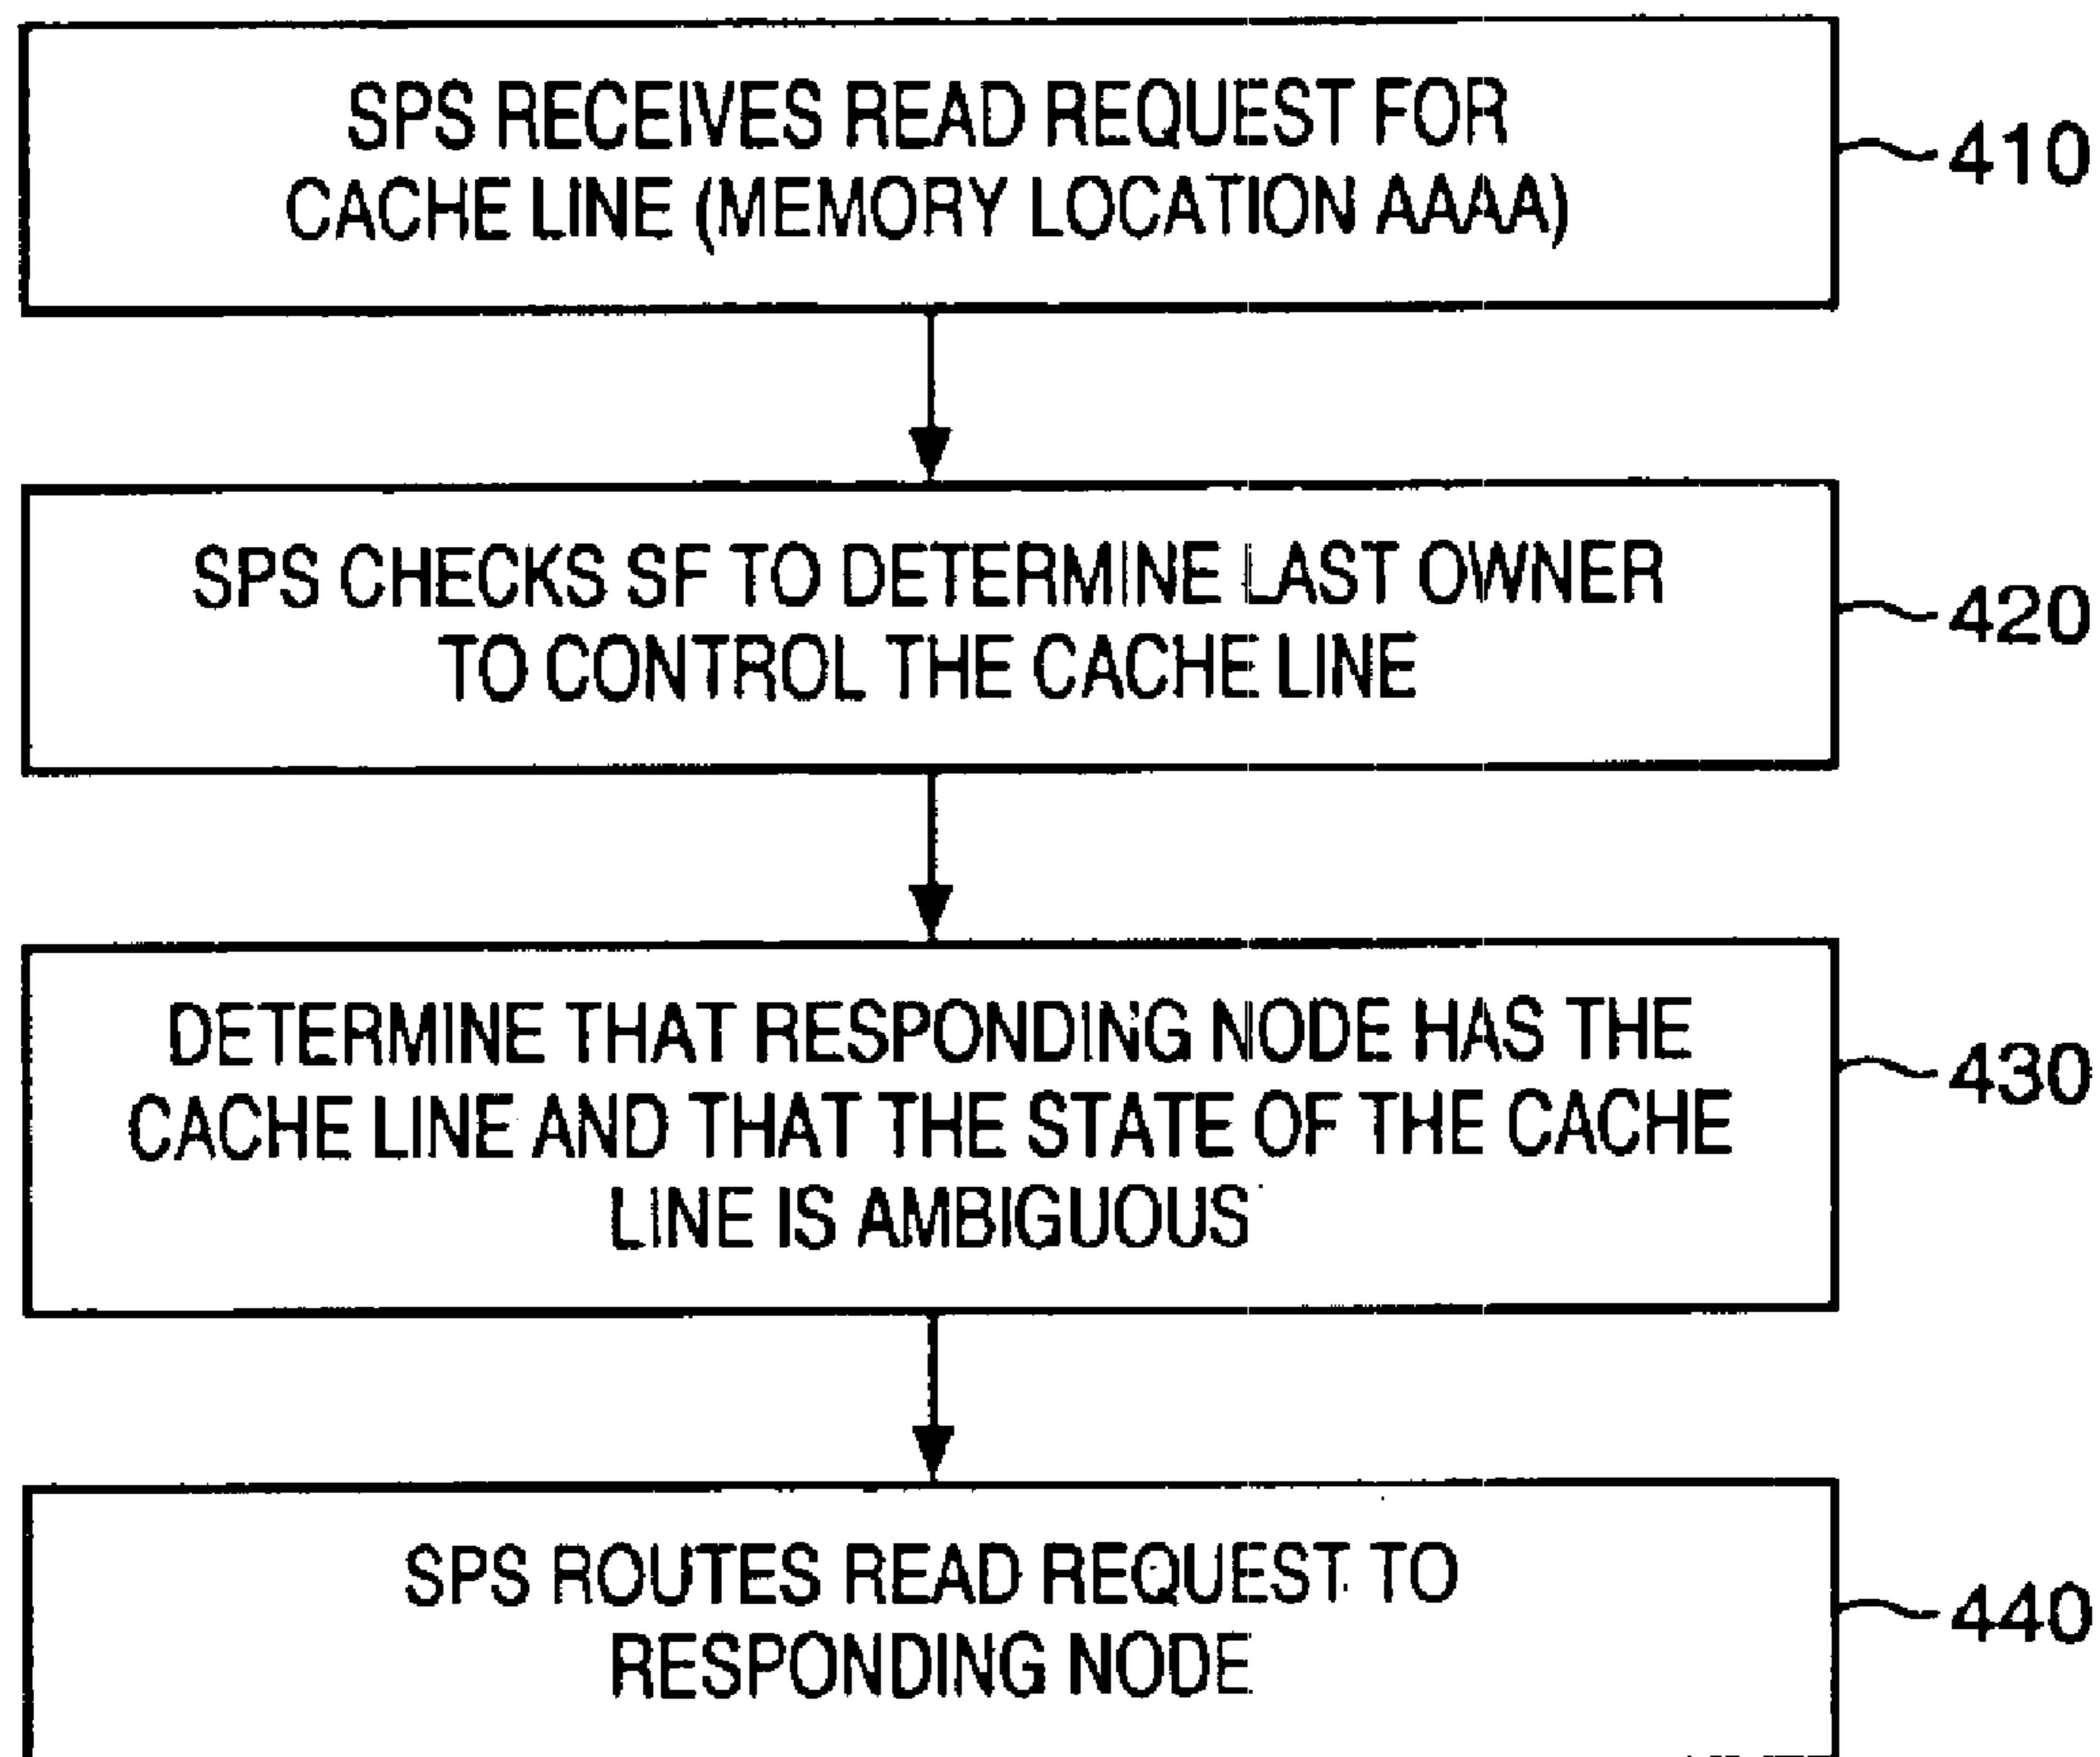 SPS RECEIVES READ REQUEST FOR
CACHE LINE (MEMORY LOCATION AAAA)
410
SPS CHECKS SF TO DETERMINE LAST OWNER
TO CONTROL THE CACHE LINE
420
DETERMINE THAT RESPONDING NODE HAS THE
CACHE LINE AND THAT THE STATE OF THE CACHE
LINE IS AMBIGUOUS
430
SPS ROUTES READ REQUEST TO
RESPONDING NODE
440